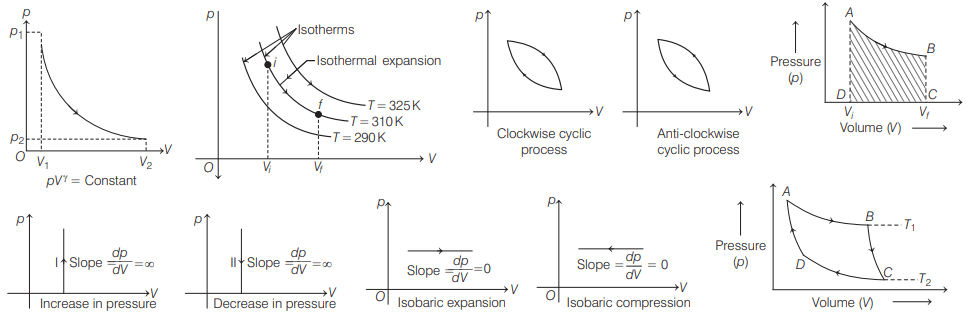 p
p1
p2
O
V1
V2
V
pVγ = Constant
p
Isotherms
Isothermal expansion
i
f
T = 325 K
T = 310 K
T = 290 K
O
Vi
Vf
V
p
V
Clockwise cyclic
process
p
V
Anti-clockwise
cyclic process
A
B
Pressure
(p)
D
C
Vi
Vf
Volume (V)
p
I
Slope = dp/dV = ∞
V
Increase in pressure
p
II
Slope = dp/dV = ∞
V
Decrease in pressure
p
Slope = dp/dV = 0
O
V
Isobaric expansion
p
Slope = dp/dV = 0
O
V
Isobaric compression
A
B
T1
Pressure
(p)
D
C
T2
Volume (V)